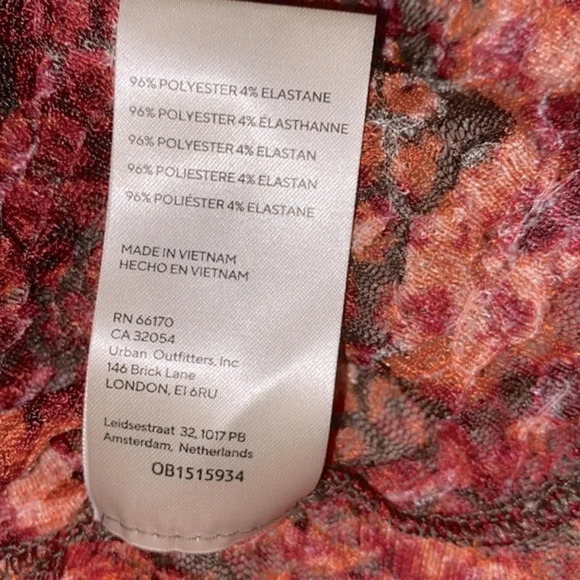 96% POLYESTER 4% ELASTANE
96% POLYESTER 4% ÉLASTHANNE
96% POLYESTER 4% ELASTAN
96% POLIESTERE 4% ELASTAN
96% POLIÉSTER 4% ELASTANE
MADE IN VIETNAM
HECHO EN VIETNAM
RN 66170
CA 32054
Urban Outfitters, Inc
146 Brick Lane
LONDON, E1 6RU
Leidsestraat 32, 1017 PB
Amsterdam, Netherlands
OB1515934